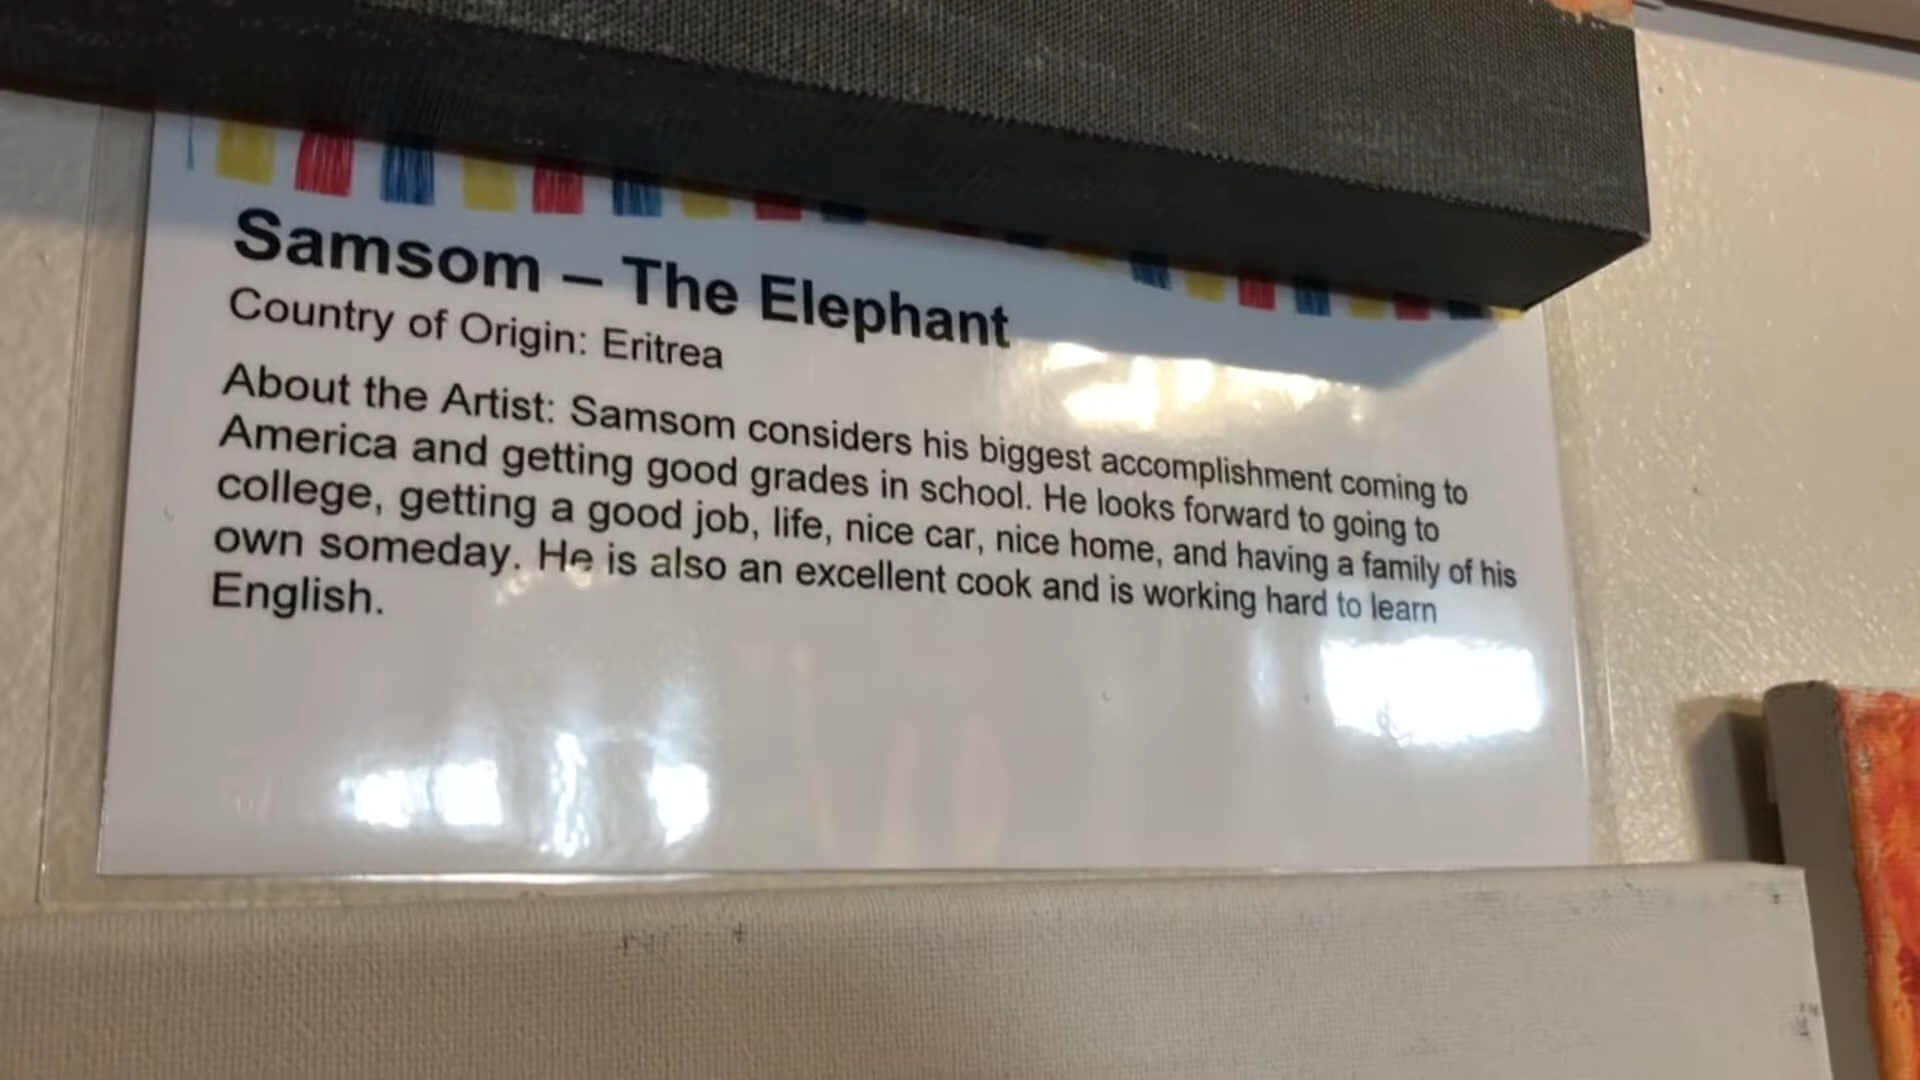 Samsom – The Elephant
Country of Origin: Eritrea
About the Artist: Samsom considers his biggest accomplishment coming to
America and getting good grades in school. He looks forward to going to
college, getting a good job, life, nice car, nice home, and having a family of his
own someday. He is also an excellent cook and is working hard to learn
English.